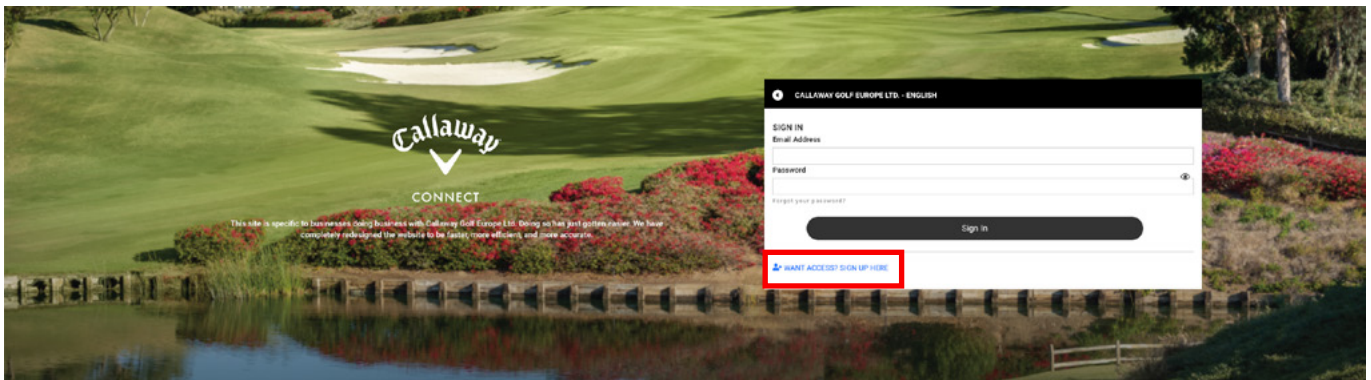 Callaway
CONNECT
This site is specific to businesses doing business with Callaway Golf Europe Ltd. Doing so has just gotten easier. We have
completely redesigned the website to be faster, more efficient, and more accurate.
CALLAWAY GOLF EUROPE LTD. - ENGLISH
SIGN IN
Email Address
Password
Forgot your password?
Sign In
WANT ACCESS? SIGN UP HERE